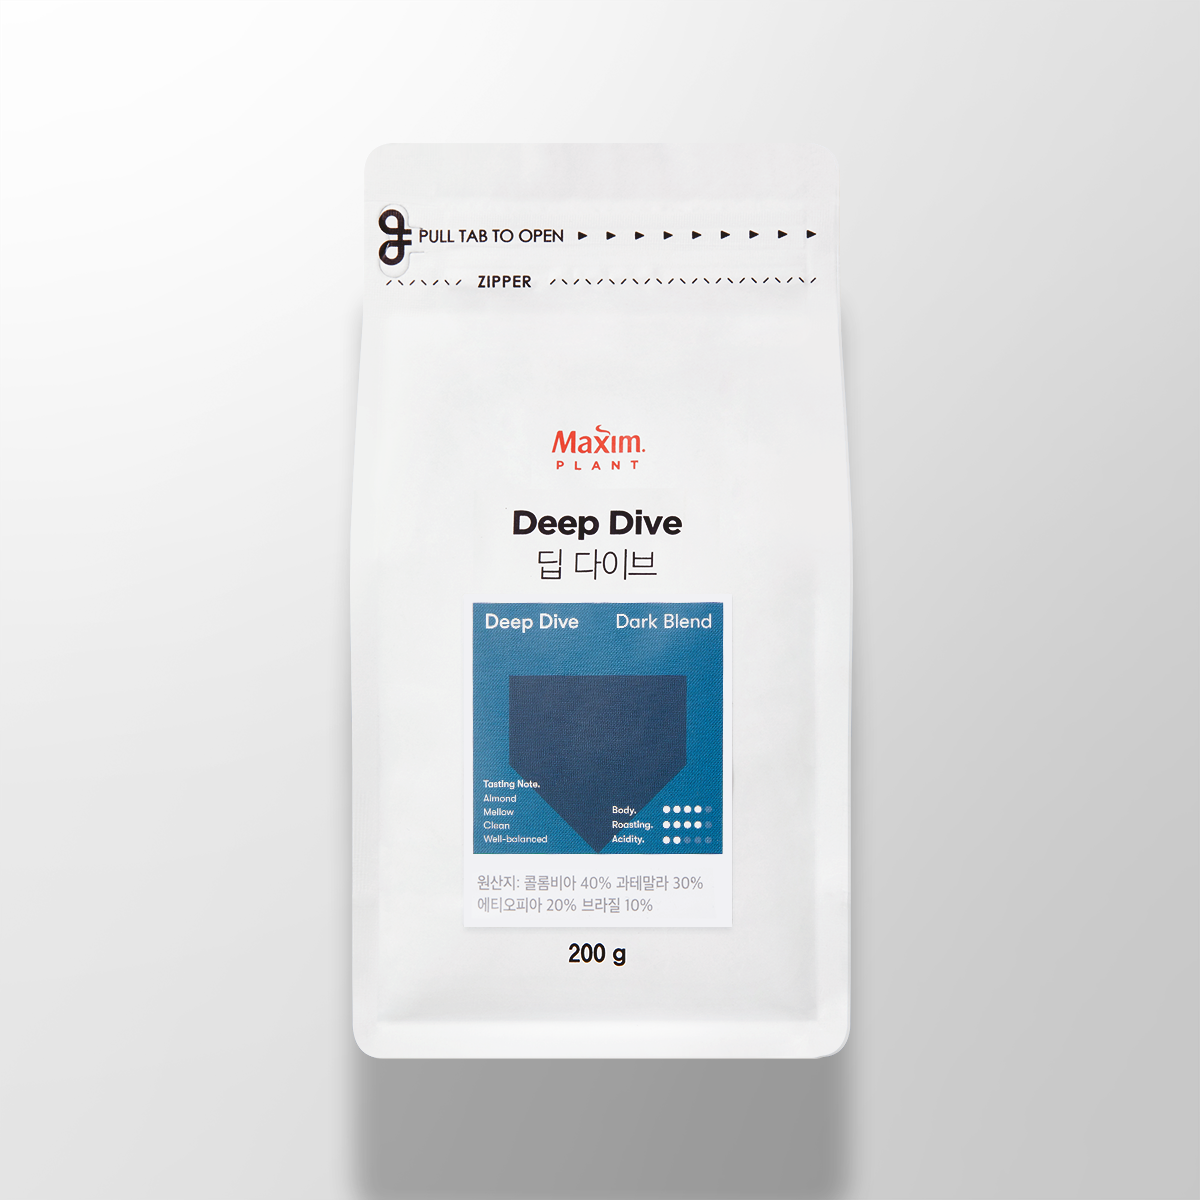 PULL TAB TO OPEN
ZIPPER
Maxim.
PLANT
Deep Dive
딥 다이브
Deep Dive Dark Blend
Tasting Note.
Almond
Mellow
Clean
Well-balanced
Body.
Roasting.
Acidity.
원산지: 콜롬비아 40% 과테말라 30%
에티오피아 20% 브라질 10%
200 g